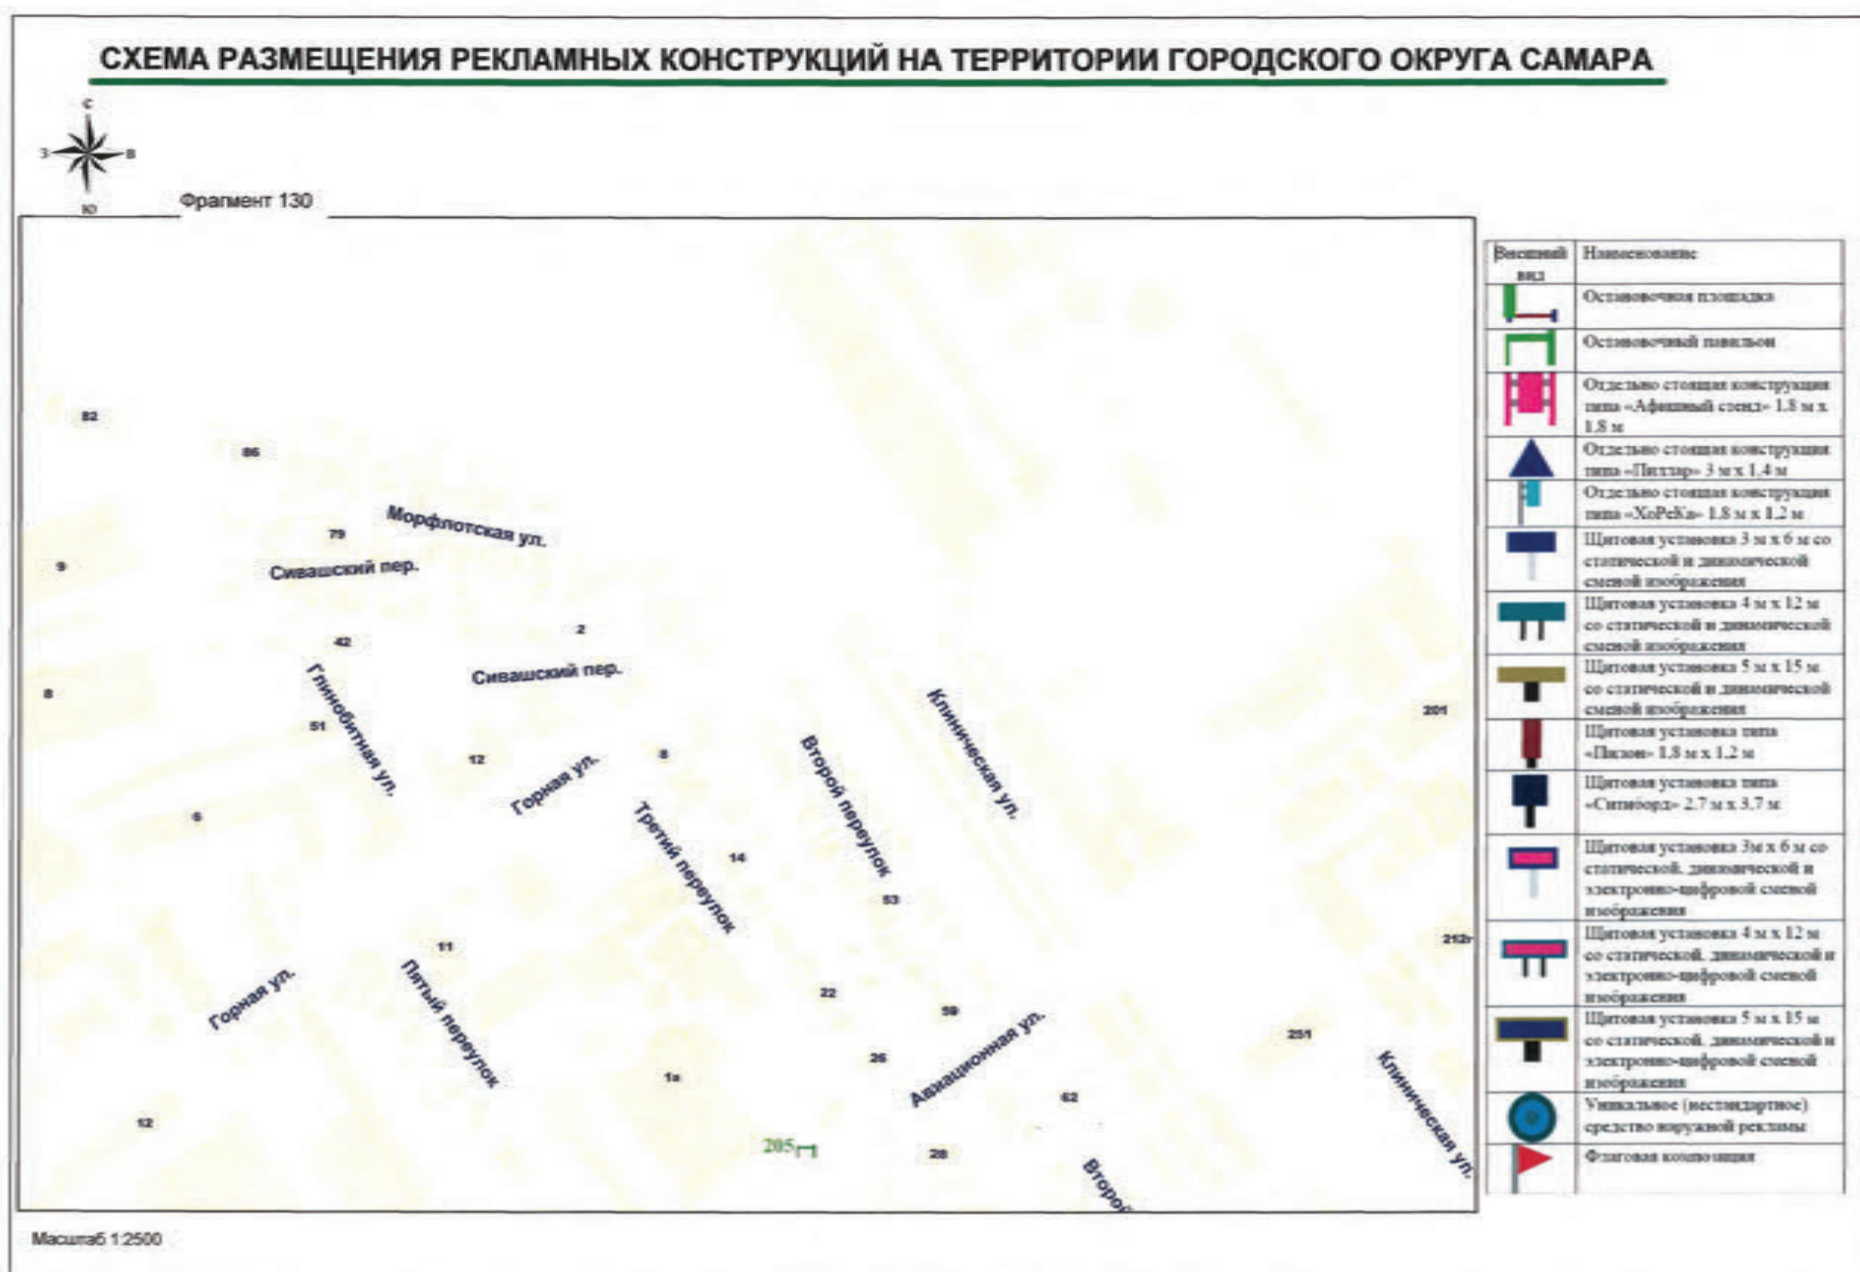 СХЕМА РАЗМЕЩЕНИЯ РЕКЛАМНЫХ КОНСТРУКЦИЙ НА ТЕРРИТОРИИ ГОРОДСКОГО ОКРУГА САМАРА
С
З
В
Ю
Фрагмент 130
82
86
Морфлотская ул.
79
Сивашский пер.
9
2
42
Сивашский пер.
Глинобитная ул.
8
51
12
Горная ул.
8
Второй переулок
Клиническая ул.
201
6
Третий переулок
14
53
11
212г
Горная ул.
Пятый переулок
22
59
Авиационная ул.
26
251
1а
62
Клиническая ул.
12
205
28
Второй
Внешний
вид
Наименование
Остановочная площадка
Остановочный павильон
Отдельно стоящая конструкция
типа «Афишный стенд» 1.8 м х
1.8 м
Отдельно стоящая конструкция
типа «Пиллар» 3 м х 1,4 м
Отдельно стоящая конструкция
типа «ХоРеКа» 1.8 м х 1.2 м
Щитовая установка 3 м х 6 м со
статической и динамической
сменой изображения
Щитовая установка 4 м х 12 м
со статической и динамической
сменой изображения
Щитовая установка 5 м х 15 м
со статической и динамической
сменой изображения
Щитовая установка типа
«Пилон» 1.8 м х 1.2 м
Щитовая установка типа
«Ситиборд» 2.7 м х 3.7 м
Щитовая установка 3м х 6 м со
статической, динамической и
электронно-цифровой сменой
изображения
Щитовая установка 4 м х 12 м
со статической, динамической и
электронно-цифровой сменой
изображения
Щитовая установка 5 м х 15 м
со статической, динамической и
электронно-цифровой сменой
изображения
Уникальное (нестандартное)
средство наружной рекламы
Флаговая композиция
Масштаб 1:2500